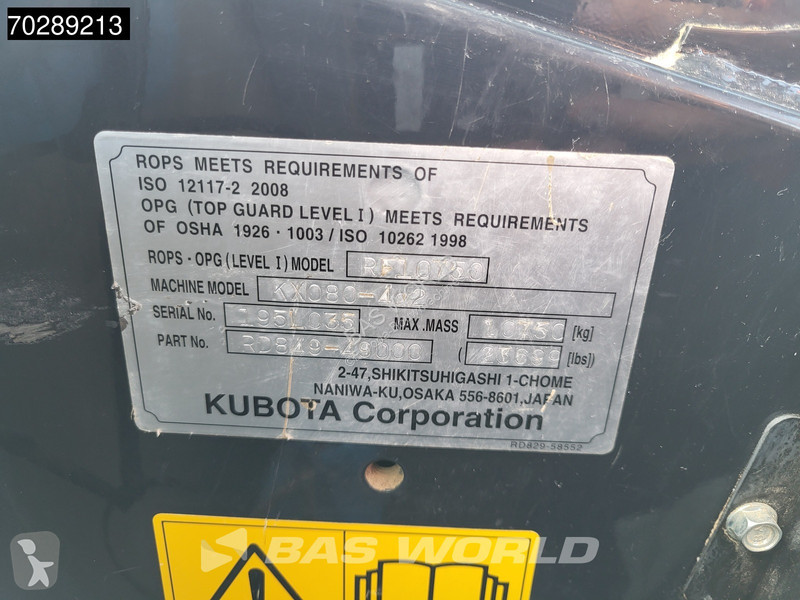 70289213
ROPS MEETS REQUIREMENTS OF
ISO 12117-2 2008
OPG (TOP GUARD LEVEL I) MEETS REQUIREMENTS
OF OSHA 1926・1003 / ISO 10262 1998
ROPS・OPG (LEVEL I) MODEL
MACHINE MODEL
SERIAL No. MAX .MASS [kg]
PART No. RD819-49000 ( [lbs])
2-47,SHIKITSUHIGASHI 1-CHOME
NANIWA-KU,OSAKA 556-8601,JAPAN
KUBOTA Corporation
RD829-58552
BAS WORLD